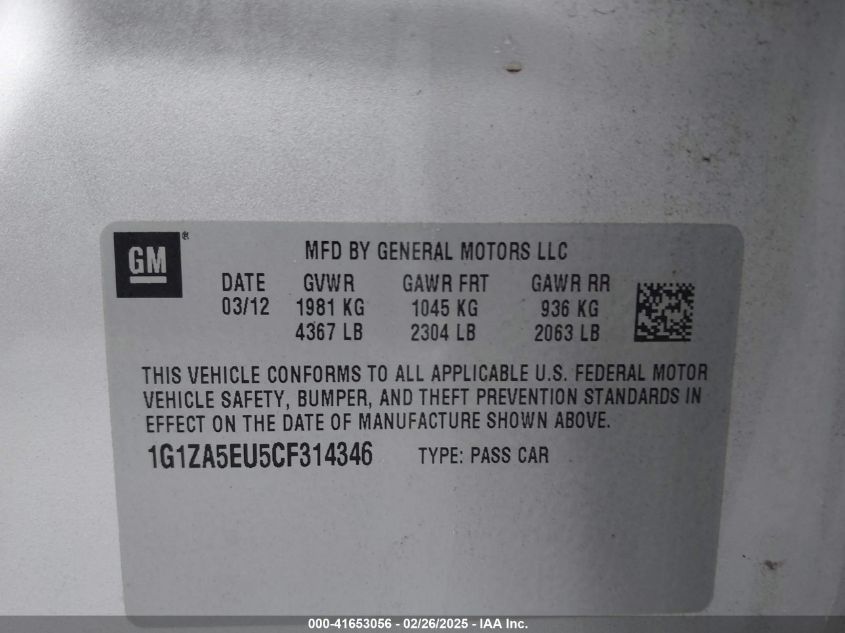 GM®
MFD BY GENERAL MOTORS LLC
DATE GVWR GAWR FRT GAWR RR
03/12 1981 KG 1045 KG 936 KG
4367 LB 2304 LB 2063 LB
THIS VEHICLE CONFORMS TO ALL APPLICABLE U.S. FEDERAL MOTOR
VEHICLE SAFETY, BUMPER, AND THEFT PREVENTION STANDARDS IN
EFFECT ON THE DATE OF MANUFACTURE SHOWN ABOVE.
1G1ZA5EU5CF314346 TYPE: PASS CAR
000-41653056 - 02/26/2025 - IAA Inc.